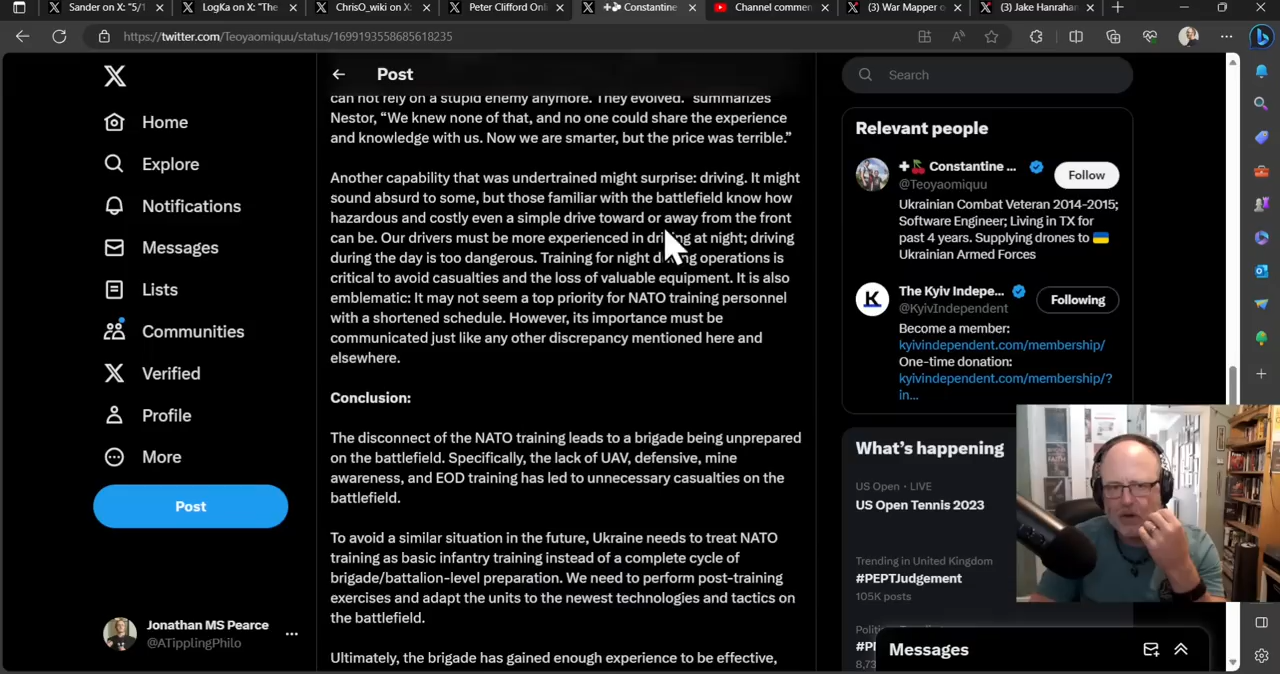 Sander on X: "5/1
LogKa on X: "The
ChrisO_wiki on X:
Peter Clifford Onl
Constantine
Channel commen
(3) War Mapper o
(3) Jake Hanrahan
https://twitter.com/Teoyaomiquu/status/1699193558685618235
Post
Search
Home
Explore
Notifications
Messages
Lists
Communities
Verified
Profile
More
Post
Jonathan MS Pearce
@ATipplingPhilo
can not rely on a stupid enemy anymore. They evolved." summarizes
Nestor, "We knew none of that, and no one could share the experience
and knowledge with us. Now we are smarter, but the price was terrible."
Another capability that was undertrained might surprise: driving. It might
sound absurd to some, but those familiar with the battlefield know how
hazardous and costly even a simple drive toward or away from the front
can be. Our drivers must be more experienced in driving at night; driving
during the day is too dangerous. Training for night driving operations is
critical to avoid casualties and the loss of valuable equipment. It is also
emblematic: It may not seem a top priority for NATO training personnel
with a shortened schedule. However, its importance must be
communicated just like any other discrepancy mentioned here and
elsewhere.
Conclusion:
The disconnect of the NATO training leads to a brigade being unprepared
on the battlefield. Specifically, the lack of UAV, defensive, mine
awareness, and EOD training has led to unnecessary casualties on the
battlefield.
To avoid a similar situation in the future, Ukraine needs to treat NATO
training as basic infantry training instead of a complete cycle of
brigade/battalion-level preparation. We need to perform post-training
exercises and adapt the units to the newest technologies and tactics on
the battlefield.
Ultimately, the brigade has gained enough experience to be effective,
Relevant people
Constantine ...
@Teoyaomiquu
Follow
Ukrainian Combat Veteran 2014-2015;
Software Engineer; Living in TX for
past 4 years. Supplying drones to
Ukrainian Armed Forces
The Kyiv Indepe...
@KyivIndependent
Following
Become a member:
kyivindependent.com/membership/
One-time donation:
kyivindependent.com/membership/?
in...
What's happening
US Open · LIVE
US Open Tennis 2023
Trending in United Kingdom
#PEPTJudgement
105K posts
Messages